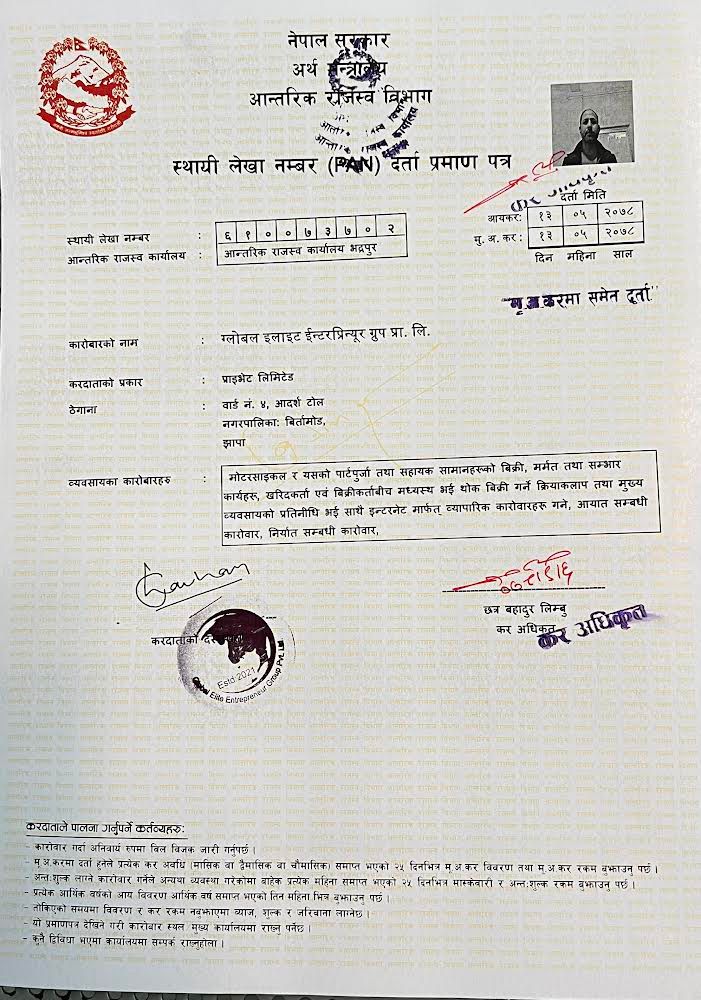 नेपाल सरकार
अर्थ मन्त्रालय
आन्तरिक राजस्व विभाग
स्थायी लेखा नम्बर (PAN) दर्ता प्रमाण पत्र
दर्ता मिति
आयकर: १३ ०५ २०७८
मु. अ. कर : १३ ०५ २०७८
दिन महिना साल
स्थायी लेखा नम्बर : ६ १ ० ० ७ ३ ७ ० २
आन्तरिक राजस्व कार्यालय : आन्तरिक राजस्व कार्यालय भद्रपुर
"मू.अ.करमा समेत दर्ता"
कारोबारको नाम : ग्लोबल इलाइट ईन्टरप्रिन्यूर ग्रुप प्रा. लि.
करदाताको प्रकार : प्राइभेट लिमिटेड
ठेगाना : वार्ड नं. ४, आदर्श टोल
नगरपालिका: बिर्तामोड,
झापा
व्यवसायका कारोबारहरु : मोटरसाइकल र यसको पार्टपुर्जा तथा सहायक सामानहरूको बिक्री, मर्मत तथा सम्भार
कार्यहरू, खरिदकर्ता एवं बिक्रीकर्ताबीच मध्यस्थ भई थोक बिक्री गर्ने क्रियाकलाप तथा मुख्य
व्यवसायको प्रतिनीधि भई साथै इन्टरनेट मार्फत् व्यापारिक कारोवारहरू गने, आयात सम्बधी
कारोवार, निर्यात सम्बधी कारोवार,
करदाताको
छत्र बहादुर लिम्बु
कर अधिकृत
कर अधिकृत
Estd.2021
Global Elite Entrepreneur Group Pvt.Ltd.
करदाताले पालना गर्नुपर्ने कर्तव्यहरु:
- कारोवार गर्दा अनिवार्य रुपमा विल विजक जारी गर्नुपर्छ ।
- मु.अ.करमा दर्ता हुनेले प्रत्येक कर अवधि (मासिक वा द्वैमासिक वा चौमासिक) समाप्त भएको २५ दिनभित्र मु.अ.कर विवरण तथा मु.अ.कर रकम बुझाउनु पर्छ ।
- अन्तःशुल्क लाग्ने कारोवार गर्नेले अन्यथा व्यवस्था गरेकोमा बाहेक प्रत्येक महिना समाप्त भएको २५ दिनभित्र मास्केवारी र अन्तःशुल्क रकम बुझाउनु पर्छ ।
- प्रत्येक आर्थिक वर्षको आय विवरण आर्थिक वर्ष समाप्त भएको तिन महिना भित्र बुझाउनु पर्छ ।
- तोकिएको समयमा विवरण र कर रकम नबुझाएमा व्याज, शुल्क र जरिवाना लाग्नेछ ।
- यो प्रमाणपत्र देखिने गरी कारोबार स्थल मुख्य कार्यालयमा राख्नु पर्नेछ ।
- कुनै द्विविधा भएमा कार्यालयमा सम्पर्क राख्नुहोला ।